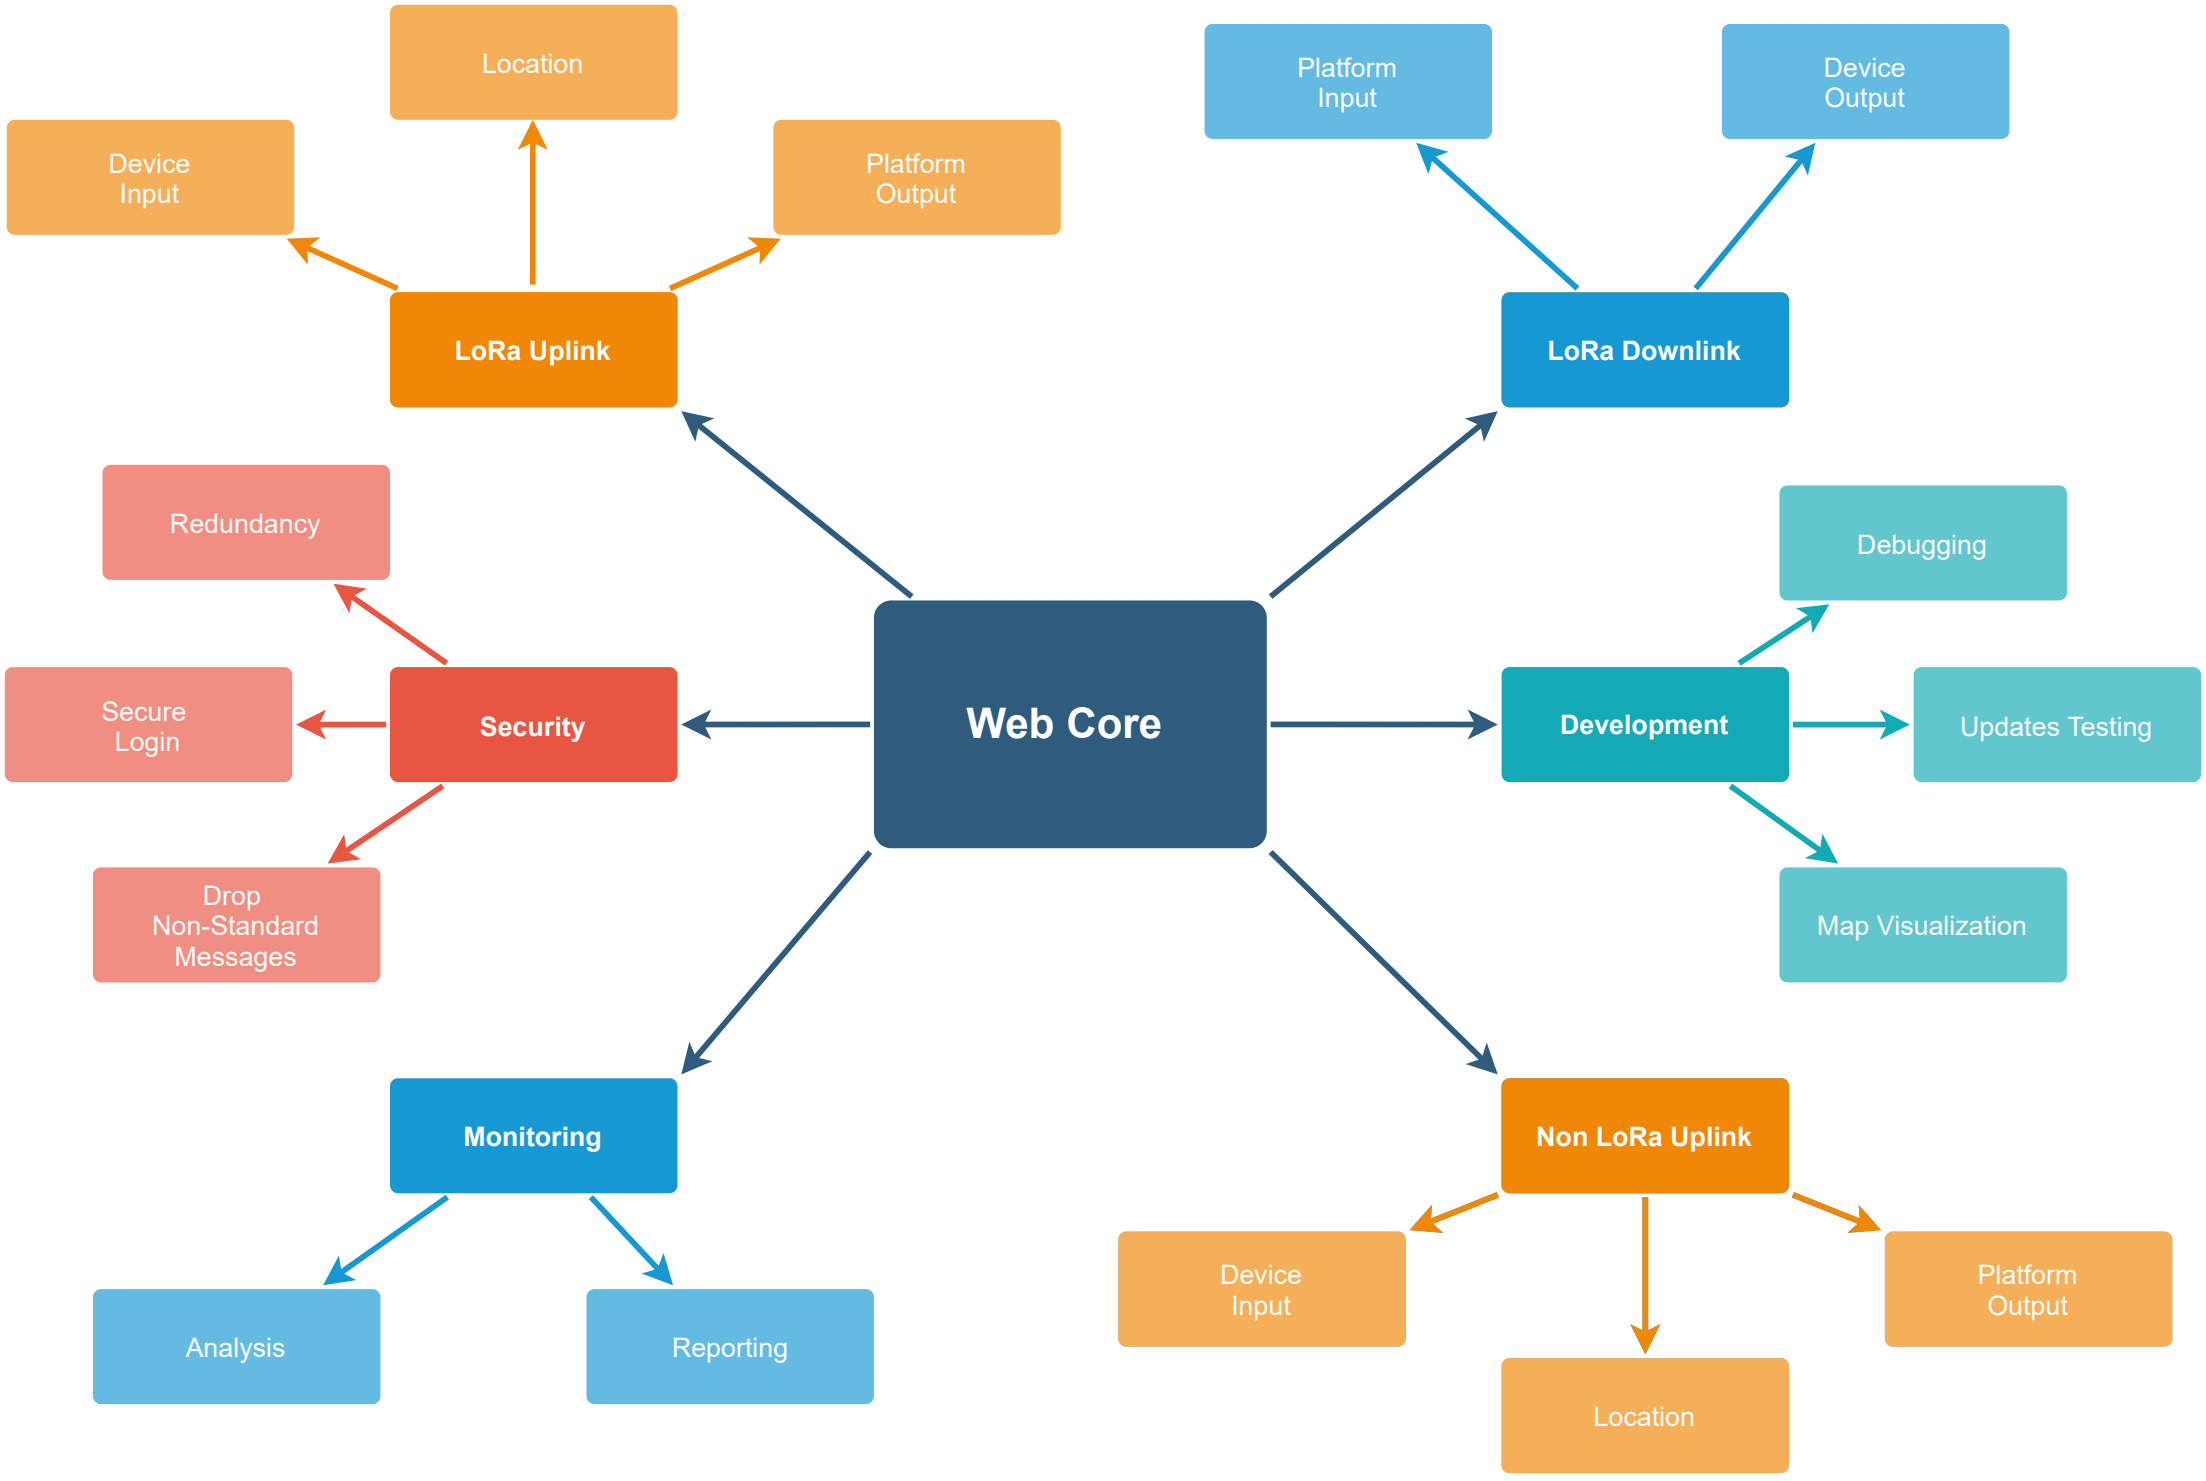 Location
Device
Input
Platform
Output
LoRa Uplink
Platform
Input
Device
Output
LoRa Downlink
Redundancy
Secure
Login
Security
Drop
Non-Standard
Messages
Web Core
Debugging
Development
Updates Testing
Map Visualization
Monitoring
Analysis
Reporting
Non LoRa Uplink
Device
Input
Platform
Output
Location